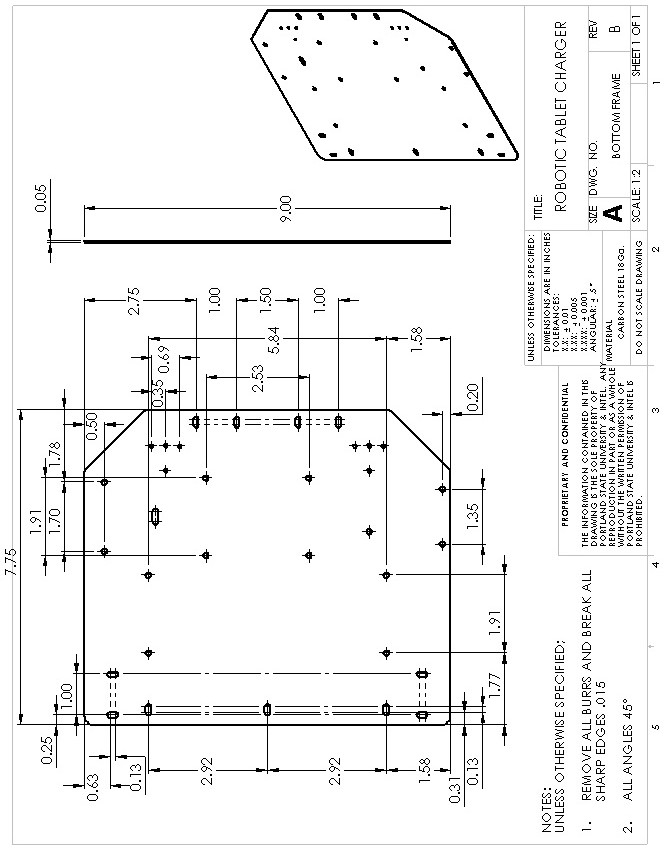 0.05
9.00
2.75
1.00
1.50
1.00
5.84
1.58
0.69
0.35
2.53
0.20
0.50
1.78
1.91
1.70
7.75
1.35
1.91
1.77
1.00
0.25
0.63
0.13
2.92
2.92
1.58
0.31
0.13
NOTES:
UNLESS OTHERWISE SPECIFIED;
1. REMOVE ALL BURRS AND BREAK ALL
SHARP EDGES .015
2. ALL ANGLES 45°
PROPRIETARY AND CONFIDENTIAL
THE INFORMATION CONTAINED IN THIS
DRAWING IS THE SOLE PROPERTY OF
PORTLAND STATE UNIVERSITY & INTEL. ANY
REPRODUCTION IN PART OR AS A WHOLE
WITHOUT THE WRITTEN PERMISSION OF
PORTLAND STATE UNIVERSITY & INTEL IS
PROHIBITED.
UNLESS OTHERWISE SPECIFIED:
DIMENSIONS ARE IN INCHES
TOLERANCES:
X.X: ± 0.01
X.XX: ± 0.005
X.XXX: ± 0.001
ANGULAR: ± .5°
MATERIAL
CARBON STEEL 18Ga.
DO NOT SCALE DRAWING
TITLE:
ROBOTIC TABLET CHARGER
SIZE DWG. NO. REV
A BOTTOM FRAME B
SCALE: 1:2 SHEET 1 OF 1
5 4 3 2 1